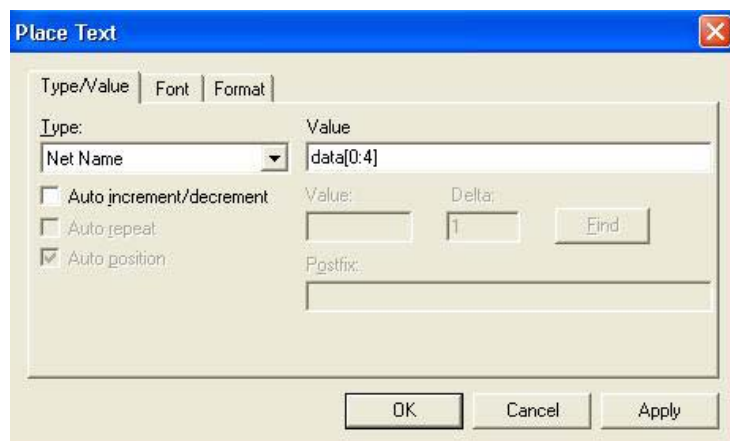 Place Text
Type/Value Font Format
Type: Value
Net Name data[0:4]
Auto increment/decrement Value: Delta:
Auto repeat 1 Find
Auto position Postfix:
OK Cancel Apply